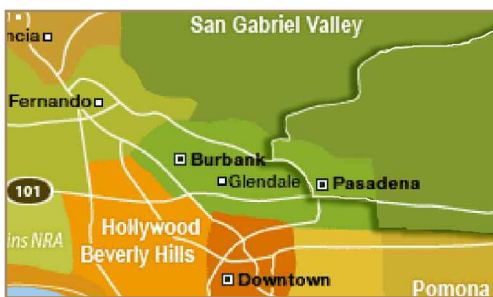 San Gabriel Valley
ncia
Fernando
Burbank
Glendale
Pasadena
101
Hollywood
Beverly Hills
ins NRA
Downtown
Pomona